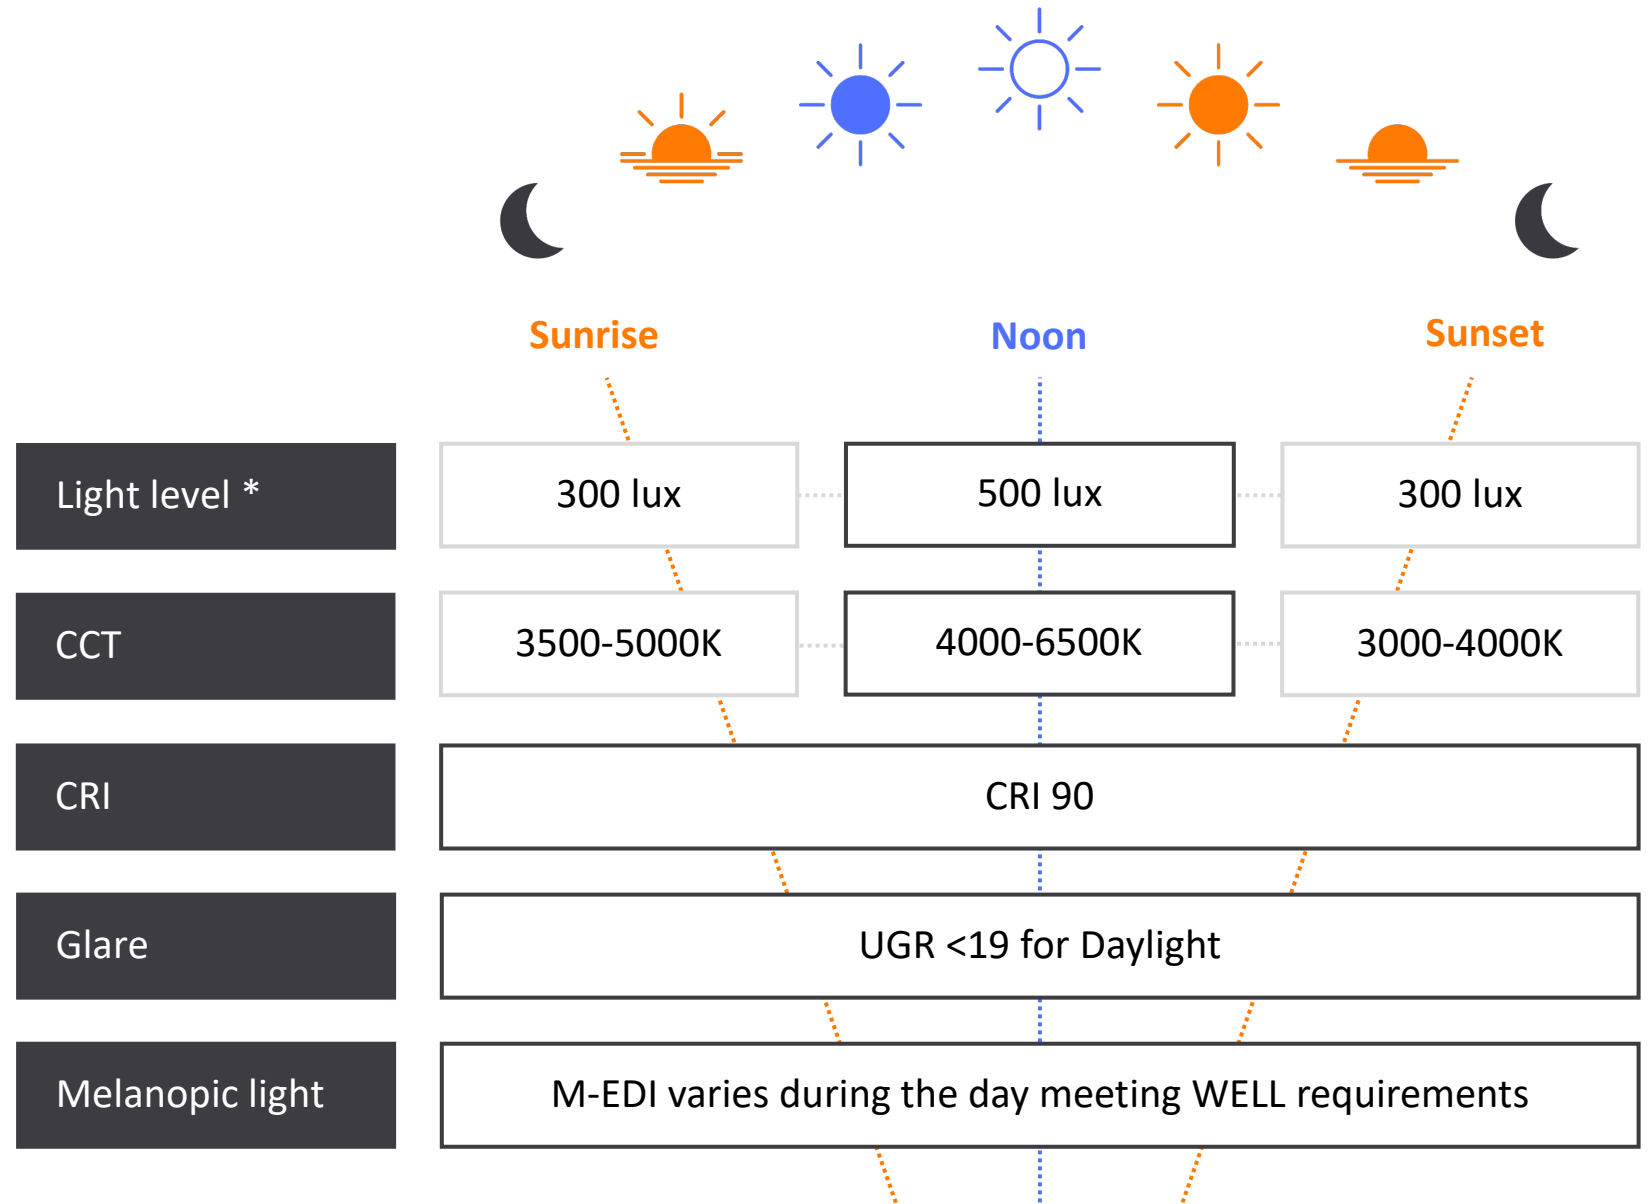 Sunrise
Noon
Sunset
Light level *
300 lux
500 lux
300 lux
CCT
3500-5000K
4000-6500K
3000-4000K
CRI
CRI 90
Glare
UGR <19 for Daylight
Melanopic light
M-EDI varies during the day meeting WELL requirements